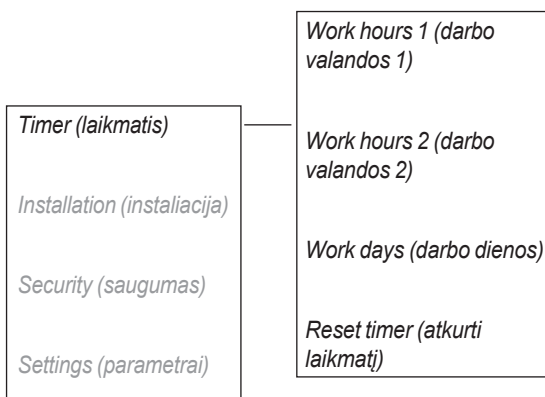 Timer (laikmatis)
Installation (instaliacija)
Security (saugumas)
Settings (parametrai)
Work hours 1 (darbo
valandos 1)
Work hours 2 (darbo
valandos 2)
Work days (darbo dienos)
Reset timer (atkurti
laikmatį)